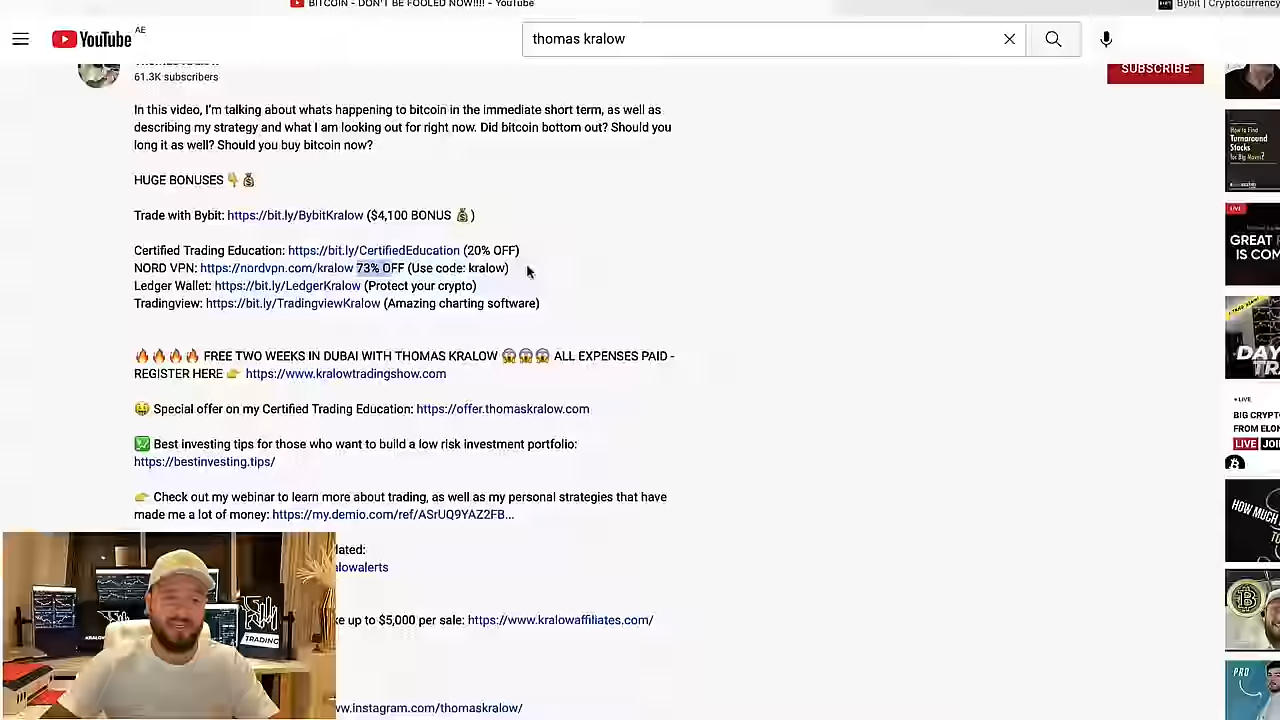 BITCOIN - DON'T BE FOOLED NOW!!!! - YouTube
Bybit | Cryptocurrency
YouTube AE
thomas kralow
61.3K subscribers
SUBSCRIBE
In this video, I'm talking about whats happening to bitcoin in the immediate short term, as well as
describing my strategy and what I am looking out for right now. Did bitcoin bottom out? Should you
long it as well? Should you buy bitcoin now?
HUGE BONUSES 👇💰
Trade with Bybit: https://bit.ly/BybitKralow ($4,100 BONUS 💰)
Certified Trading Education: https://bit.ly/CertifiedEducation (20% OFF)
NORD VPN: https://nordvpn.com/kralow 73% OFF (Use code: kralow)
Ledger Wallet: https://bit.ly/LedgerKralow (Protect your crypto)
Tradingview: https://bit.ly/TradingviewKralow (Amazing charting software)
🔥🔥🔥🔥 FREE TWO WEEKS IN DUBAI WITH THOMAS KRALOW 😱😱😱 ALL EXPENSES PAID -
REGISTER HERE 👉 https://www.kralowtradingshow.com
🤑 Special offer on my Certified Trading Education: https://offer.thomaskralow.com
💹 Best investing tips for those who want to build a low risk investment portfolio:
https://bestinvesting.tips/
👉 Check out my webinar to learn more about trading, as well as my personal strategies that have
made me a lot of money: https://my.demio.com/ref/ASrUQ9YAZ2FB...
lated:
alowalerts
ke up to $5,000 per sale: https://www.kralowaffiliates.com/
ww.instagram.com/thomaskralow/
TRADING
How to Find
Turnaround
Stocks
for Big Moves?
LIVE
GREAT
IS COM
DAY
TR
• LIVE
BIG CRYPT
FROM ELON
LIVE JOI
HOW MUCH
TO
PRO